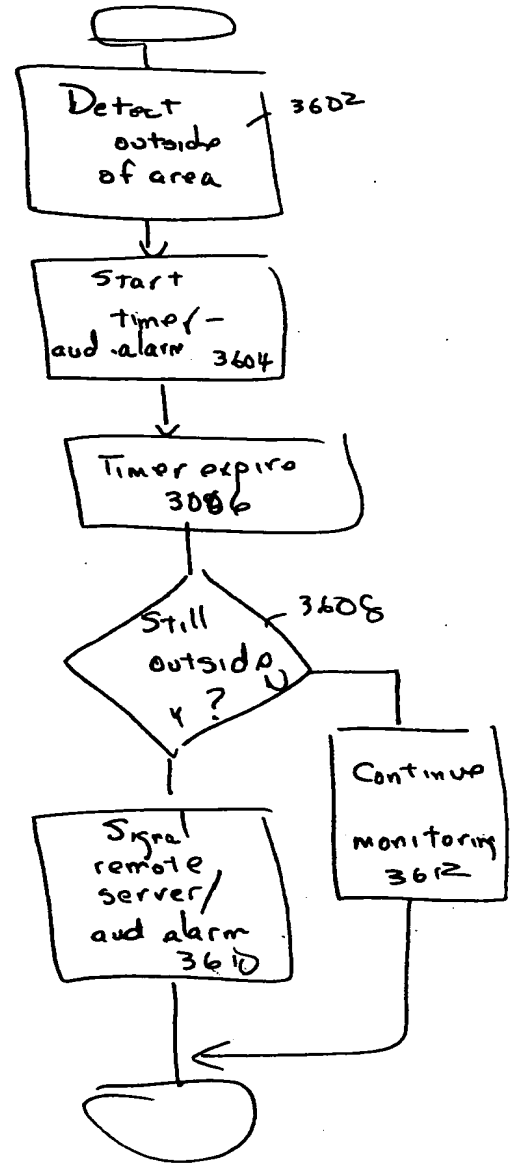 Detect
outside
of area
3602
Start
timer –
aud. alarm 3604
Timer expire
3006
Still
outside
Y ? N
3608
Signal
remote
server/
aud alarm
3610
Continue
monitoring
3612